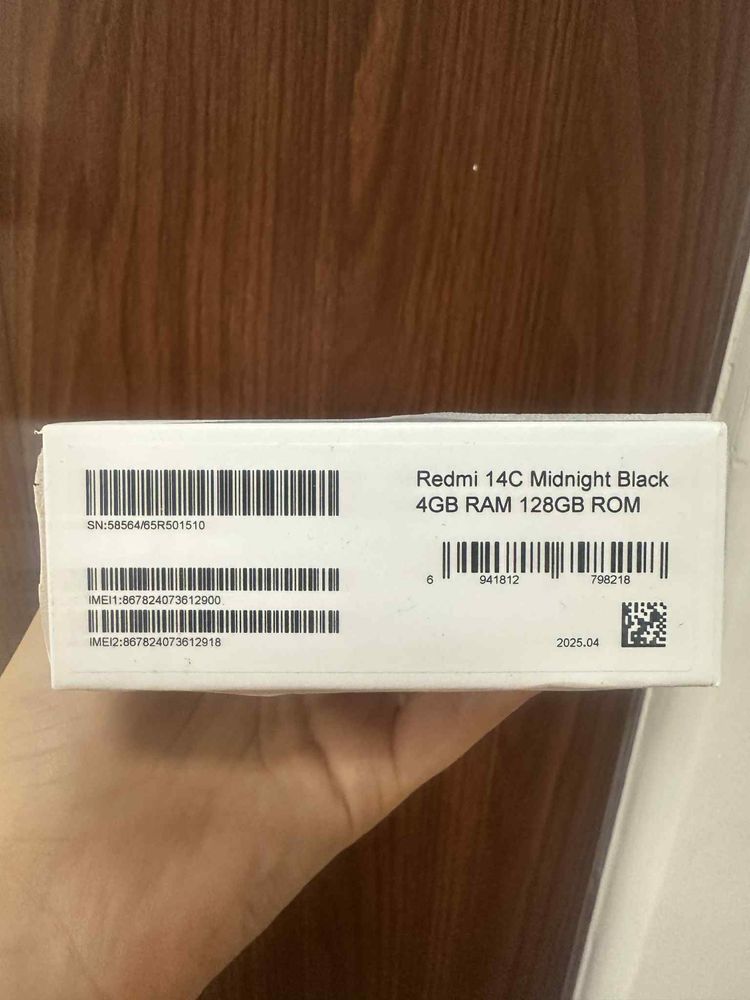 SN:58564/65R501510
IMEI1:867824073612900
IMEI2:867824073612918
Redmi 14C Midnight Black
4GB RAM 128GB ROM
6 941812 798218
2025.04